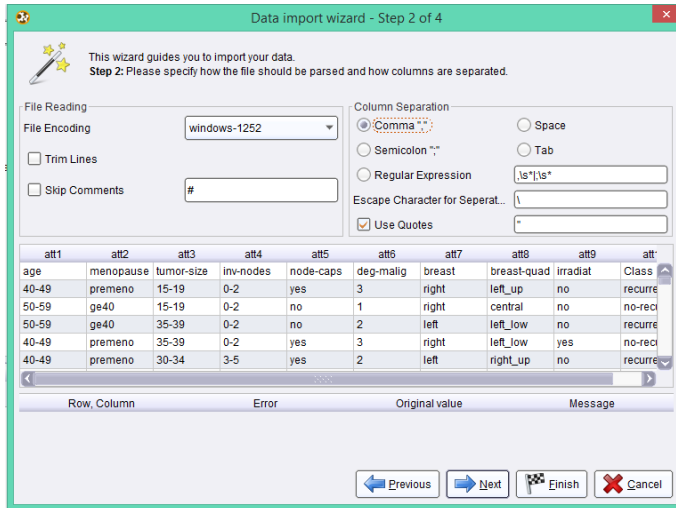 Data import wizard - Step 2 of 4
This wizard guides you to import your data.
Step 2: Please specify how the file should be parsed and how columns are separated.
File Reading
File Encoding windows-1252
Trim Lines
Skip Comments #
Column Separation
Comma "," Space
Semicolon ";" Tab
Regular Expression ,\s*|;\s*
Escape Character for Seperat... \
Use Quotes "
att1 att2 att3 att4 att5 att6 att7 att8 att9
age menopause tumor-size inv-nodes node-caps deg-malig breast breast-quad irradiat Class
40-49 premeno 15-19 0-2 yes 3 right left_up no recurre
50-59 ge40 15-19 0-2 no 1 right central no no-recu
50-59 ge40 35-39 0-2 no 2 left left_low no recurre
40-49 premeno 35-39 0-2 yes 3 right left_low yes no-recu
40-49 premeno 30-34 3-5 yes 2 left right_up no recurre
Row, Column Error Original value Message
Previous Next Finish Cancel